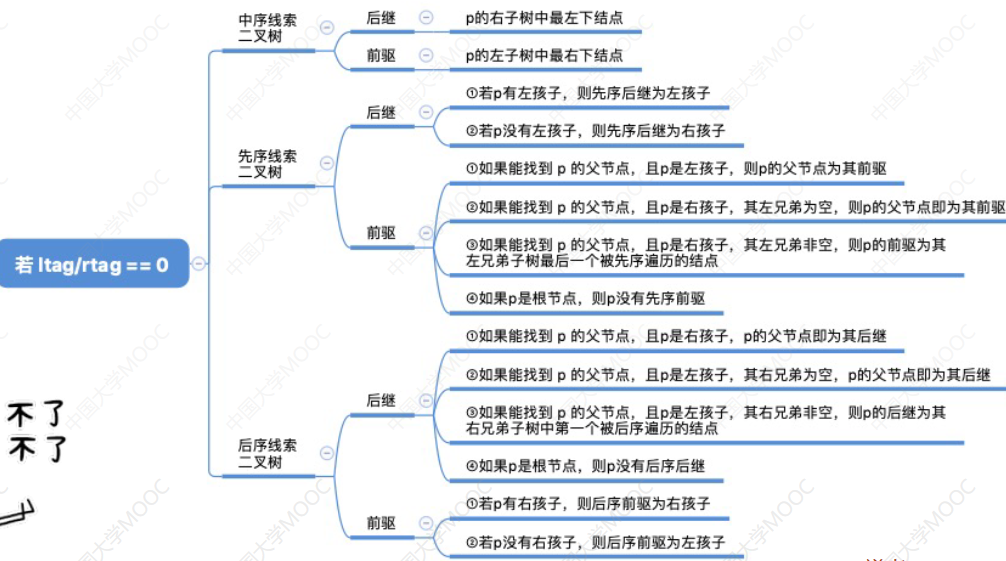 中序线索
二叉树
后继
p的右子树中最左下结点
前驱
p的左子树中最右下结点
先序线索
二叉树
后继
①若p有左孩子，则先序后继为左孩子
②若p没有左孩子，则先序后继为右孩子
前驱
①如果能找到 p 的父节点，且p是左孩子，则p的父节点为其前驱
②如果能找到 p 的父节点，且p是右孩子，其左兄弟为空，则p的父节点即为其前驱
③如果能找到 p 的父节点，且p是右孩子，其左兄弟非空，则p的前驱为其
左兄弟子树最后一个被先序遍历的结点
④如果p是根节点，则p没有先序前驱
若 ltag/rtag == 0
后序线索
二叉树
后继
①如果能找到 p 的父节点，且p是右孩子，p的父节点即为其后继
②如果能找到 p 的父节点，且p是左孩子，其右兄弟为空，p的父节点即为其后继
③如果能找到 p 的父节点，且p是左孩子，其右兄弟非空，则p的后继为其
右兄弟子树中第一个被后序遍历的结点
④如果p是根节点，则p没有后序后继
前驱
①若p有右孩子，则后序前驱为右孩子
②若p没有右孩子，则后序前驱为左孩子
不了
不了
中国大学MOOC